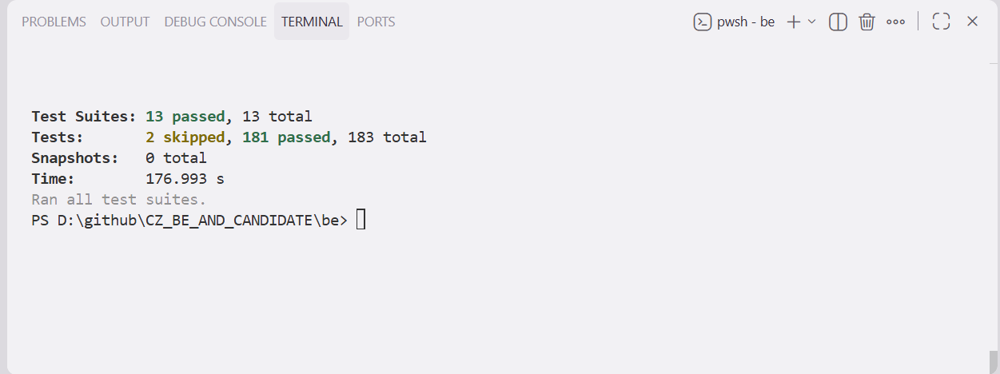 PROBLEMS OUTPUT DEBUG CONSOLE TERMINAL PORTS pwsh - be
Test Suites: 13 passed, 13 total
Tests: 2 skipped, 181 passed, 183 total
Snapshots: 0 total
Time: 176.993 s
Ran all test suites.
PS D:\github\CZ_BE_AND_CANDIDATE\be>